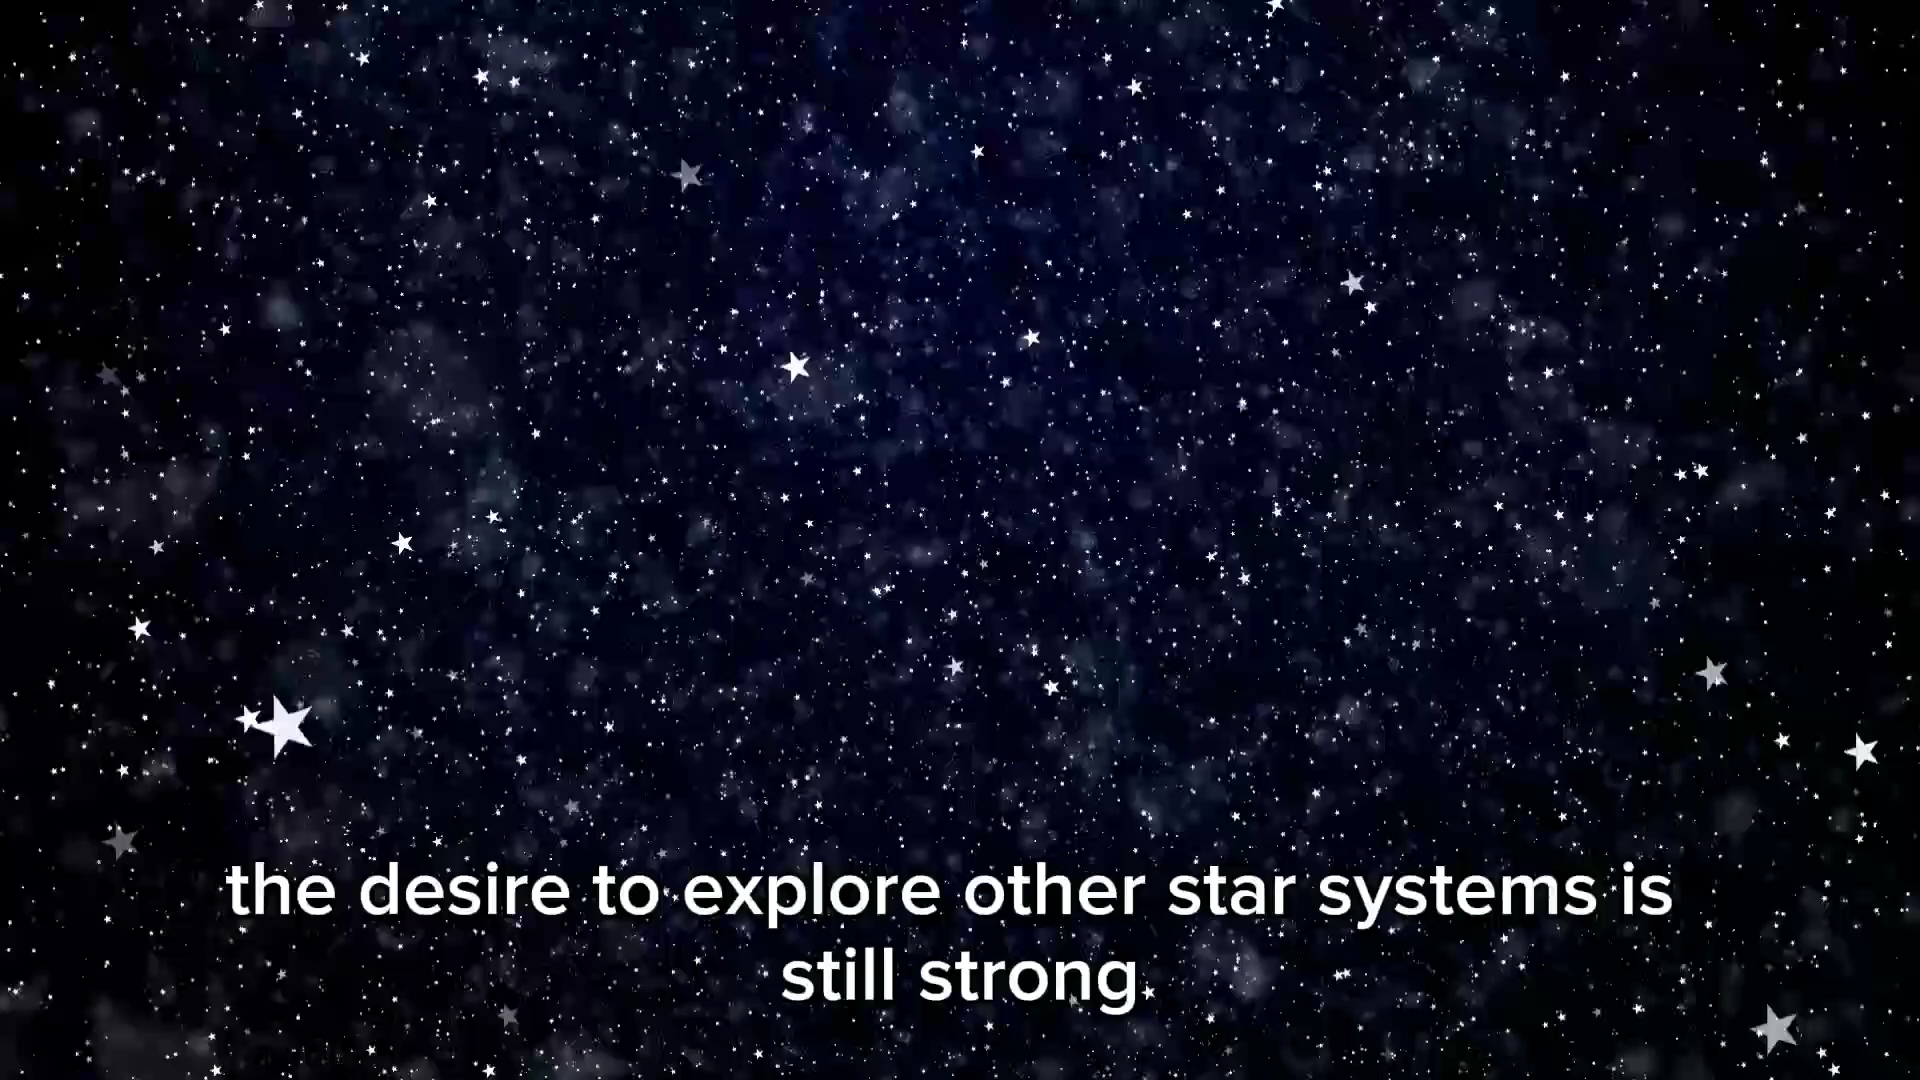 the desire to explore other star systems is
still strong